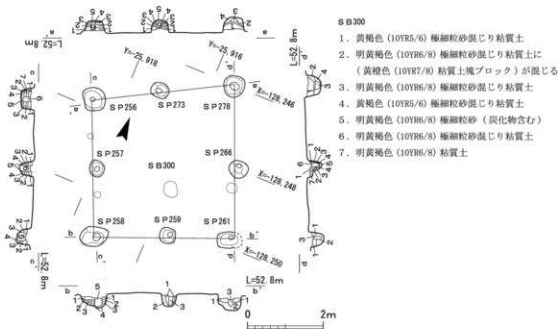 SB300
1. 黄褐色(10YR5/6) 極細粒砂混じり粘質土
2. 明黄褐色(10YR6/8) 極細粒砂混じり粘質土に
(黄橙色(10YR7/8) 粘質土塊ブロック)が混じる
3. 明黄褐色(10YR6/8) 極細粒砂混じり粘質土
4. 黄褐色(10YR5/6) 極細粒砂混じり粘質土
5. 明黄褐色(10YR6/8) 極細粒砂(炭化物含む)
6. 明黄褐色(10YR6/8) 極細粒砂混じり粘質土
7. 明黄褐色(10YR6/8) 粘質土
L=52.8m
Y=-25,918
Y=-25,916
L=52.8m
X=-128,246
SP256
SP273
SP278
SP257
SB300
SP266
X=-128,248
SP258
SP259
SP261
X=-128,250
L=52.8m
L=52.8m
0 2m